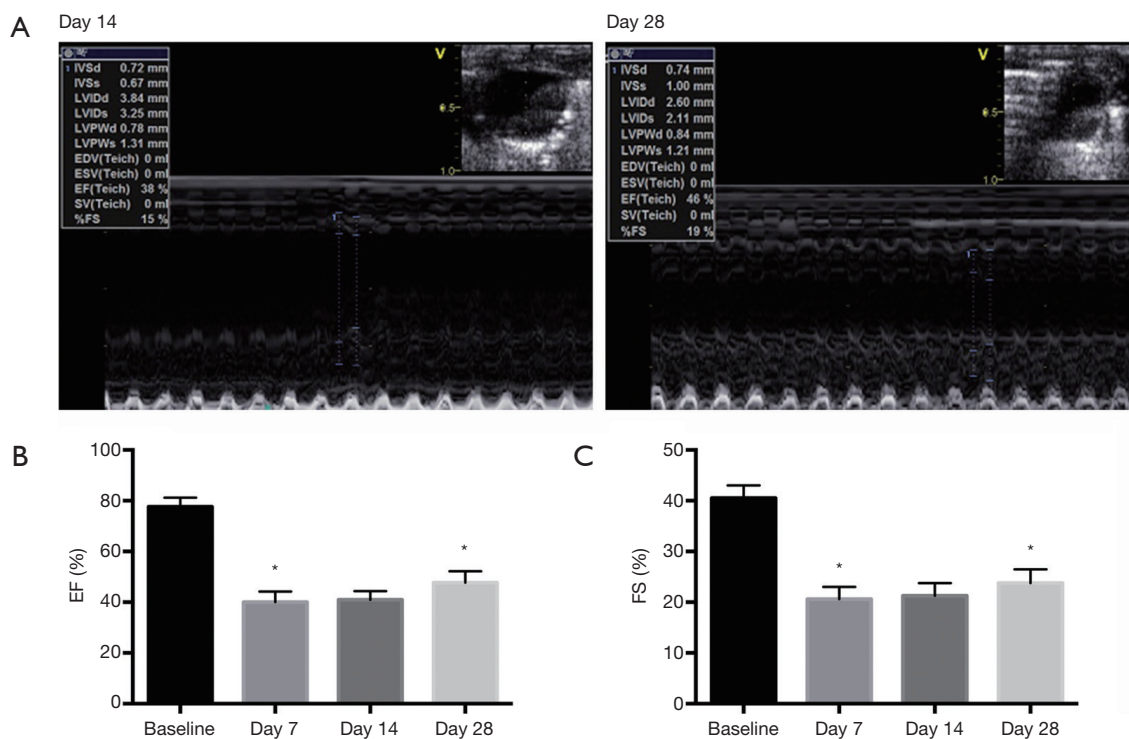 A
Day 14
Day 28
1 IVSd 0.72 mm
IVSs 0.67 mm
LVIDd 3.84 mm
LVIDs 3.25 mm
LVPWd 0.78 mm
LVPWs 1.31 mm
EDV(Teich) 0 ml
ESV(Teich) 0 ml
EF(Teich) 38 %
SV(Teich) 0 ml
%FS 15 %
V
0.5
1.0
1
1 IVSd 0.74 mm
IVSs 1.00 mm
LVIDd 2.60 mm
LVIDs 2.11 mm
LVPWd 0.84 mm
LVPWs 1.21 mm
EDV(Teich) 0 ml
ESV(Teich) 0 ml
EF(Teich) 46 %
SV(Teich) 0 ml
%FS 19 %
V
0.5
1.0
1
B
EF (%)
100
80
60
40
20
0
*
*
Baseline Day 7 Day 14 Day 28
C
FS (%)
50
40
30
20
10
0
*
*
Baseline Day 7 Day 14 Day 28